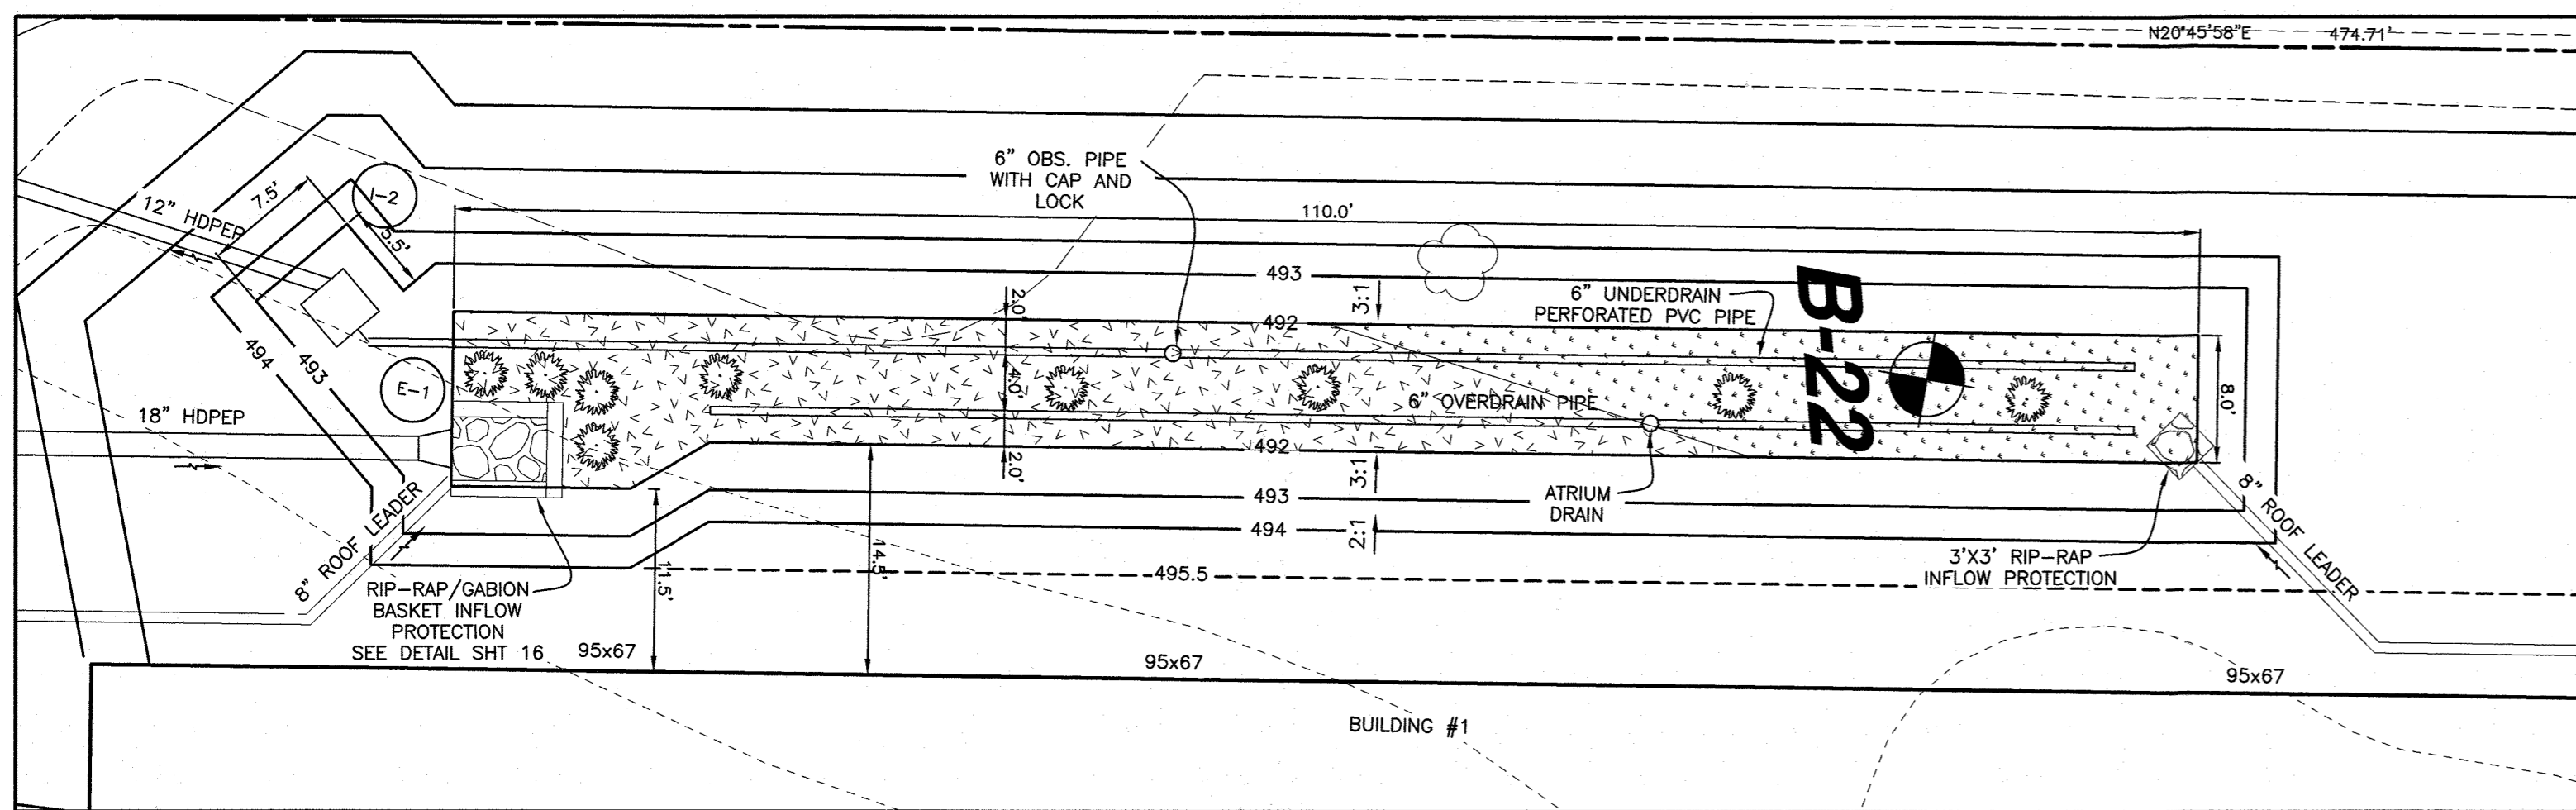 N20°45'58"E 474.71'
6" OBS. PIPE
WITH CAP AND
LOCK
I-2
7.5'
12" HDPEP
5.5'
110.0'
493
2.0'
3:1
6" UNDERDRAIN
PERFORATED PVC PIPE
B-22
492
494
493
E-1
4.0'
6" OVERDRAIN PIPE
8.0'
18" HDPEP
492
2.0'
3:1
493
ATRIUM
DRAIN
8" ROOF LEADER
494
2:1
8" ROOF LEADER
14.5'
11.5'
495.5
3'X3' RIP-RAP
INFLOW PROTECTION
RIP-RAP/GABION
BASKET INFLOW
PROTECTION
SEE DETAIL SHT 16
95x67
95x67
95x67
BUILDING #1